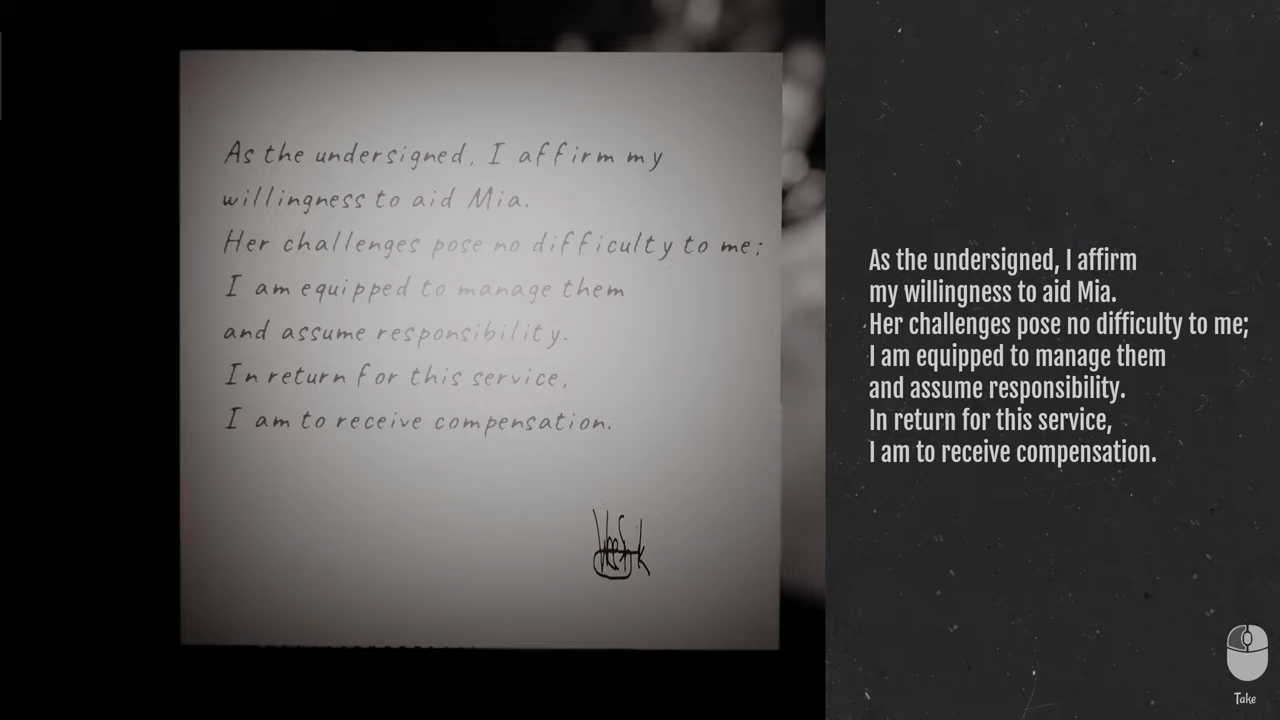 As the undersigned, I affirm my
willingness to aid Mia.
Her challenges pose no difficulty to me;
I am equipped to manage them
and assume responsibility.
In return for this service,
I am to receive compensation.
As the undersigned, I affirm
my willingness to aid Mia.
Her challenges pose no difficulty to me;
I am equipped to manage them
and assume responsibility.
In return for this service,
I am to receive compensation.
Take